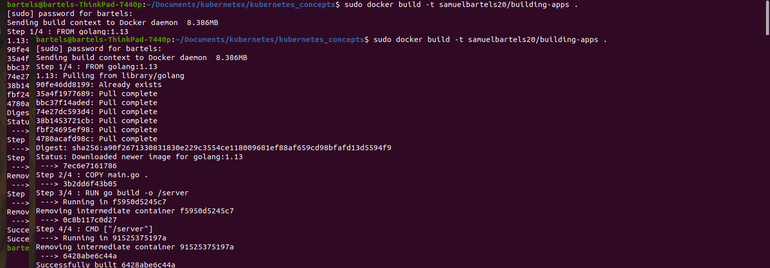 bartels@bartels-ThinkPad-T440p:~/Documents/kubernetes/kubernetes_concepts$ sudo docker build -t samuelbartels20/building-apps .
[sudo] password for bartels:
Sending build context to Docker daemon  8.386MB
Step 1/4 : FROM golang:1.13
1.13:
90fe4
35a4f
bbc37
74e27
38b14
fbf24
4780a
Diges
Statu
--->
Step
--->
Step
--->
Remov
--->
Step
--->
Remov
--->
Succe
Succe
barte
bartels@bartels-ThinkPad-T440p:~/Documents/kubernetes/kubernetes_concepts$ sudo docker build -t samuelbartels20/building-apps .
[sudo] password for bartels:
Sending build context to Docker daemon  8.386MB
Step 1/4 : FROM golang:1.13
1.13: Pulling from library/golang
90fe46dd8199: Already exists
35a4f1977689: Pull complete
bbc37f14aded: Pull complete
74e27dc593d4: Pull complete
38b1453721cb: Pull complete
fbf24695ef98: Pull complete
4780acafd98c: Pull complete
Digest: sha256:a90f2671330831830e229c3554ce118009681ef88af659cd98bfafd13d5594f9
Status: Downloaded newer image for golang:1.13
---> 7ec6e7161786
Step 2/4 : COPY main.go .
---> 3b2dd6f43b05
Step 3/4 : RUN go build -o /server
---> Running in f5950d5245c7
Removing intermediate container f5950d5245c7
---> 0c8b117c0d27
Step 4/4 : CMD ["/server"]
---> Running in 91525375197a
Removing intermediate container 91525375197a
---> 6428abe6c44a
Successfully built 6428abe6c44a